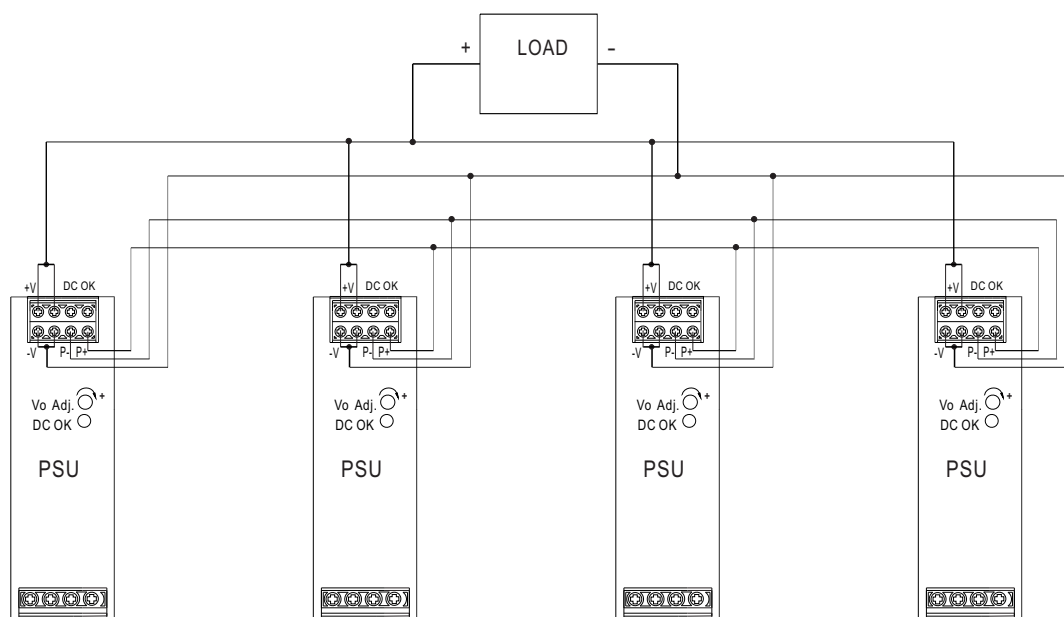 + LOAD -
+V DC OK
+V DC OK
+V DC OK
+V DC OK
-V P- P+
-V P- P+
-V P- P+
-V P- P+
Vo Adj. +
DC OK
Vo Adj. +
DC OK
Vo Adj. +
DC OK
Vo Adj. +
DC OK
PSU
PSU
PSU
PSU